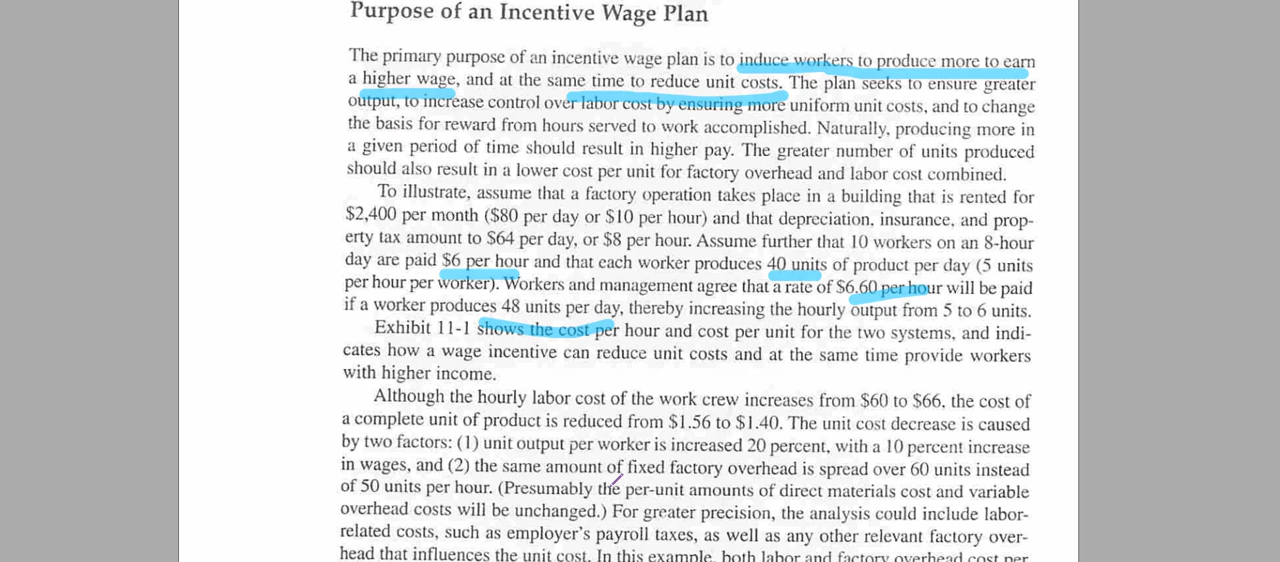 Purpose of an Incentive Wage Plan
The primary purpose of an incentive wage plan is to induce workers to produce more to earn
a higher wage, and at the same time to reduce unit costs. The plan seeks to ensure greater
output, to increase control over labor cost by ensuring more uniform unit costs, and to change
the basis for reward from hours served to work accomplished. Naturally, producing more in
a given period of time should result in higher pay. The greater number of units produced
should also result in a lower cost per unit for factory overhead and labor cost combined.
To illustrate, assume that a factory operation takes place in a building that is rented for
$2,400 per month ($80 per day or $10 per hour) and that depreciation, insurance, and prop-
erty tax amount to $64 per day, or $8 per hour. Assume further that 10 workers on an 8-hour
day are paid $6 per hour and that each worker produces 40 units of product per day (5 units
per hour per worker). Workers and management agree that a rate of $6.60 per hour will be paid
if a worker produces 48 units per day, thereby increasing the hourly output from 5 to 6 units.
Exhibit 11-1 shows the cost per hour and cost per unit for the two systems, and indi-
cates how a wage incentive can reduce unit costs and at the same time provide workers
with higher income.
Although the hourly labor cost of the work crew increases from $60 to $66, the cost of
a complete unit of product is reduced from $1.56 to $1.40. The unit cost decrease is caused
by two factors: (1) unit output per worker is increased 20 percent, with a 10 percent increase
in wages, and (2) the same amount of fixed factory overhead is spread over 60 units instead
of 50 units per hour. (Presumably the per-unit amounts of direct materials cost and variable
overhead costs will be unchanged.) For greater precision, the analysis could include labor-
related costs, such as employer's payroll taxes, as well as any other relevant factory over-
head that influences the unit cost. In this example, both labor and factory overhead cost per